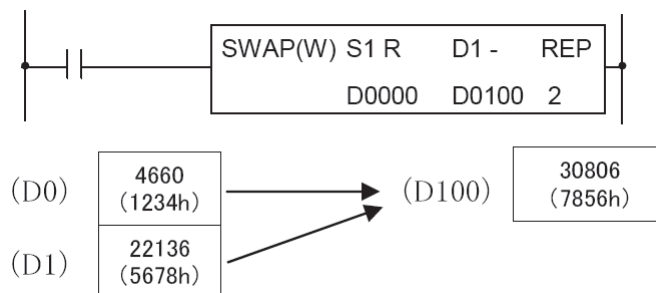 SWAP(W) S1 R D1 - REP
D0000 D0100 2
(D0) 4660 (1234h) (D100) 30806 (7856h)
(D1) 22136 (5678h)